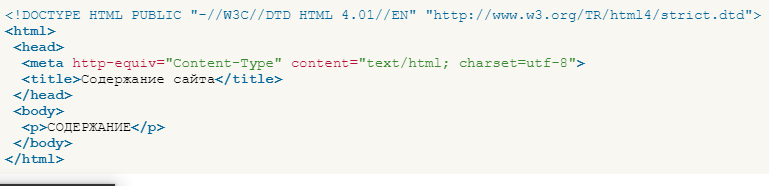 <!DOCTYPE HTML PUBLIC "-//W3C//DTD HTML 4.01//EN" "http://www.w3.org/TR/html4/strict.dtd">
<html>
<head>
<meta http-equiv="Content-Type" content="text/html; charset=utf-8">
<title>Содержание сайта</title>
</head>
<body>
<p>СОДЕРЖАНИЕ</p>
</body>
</html>